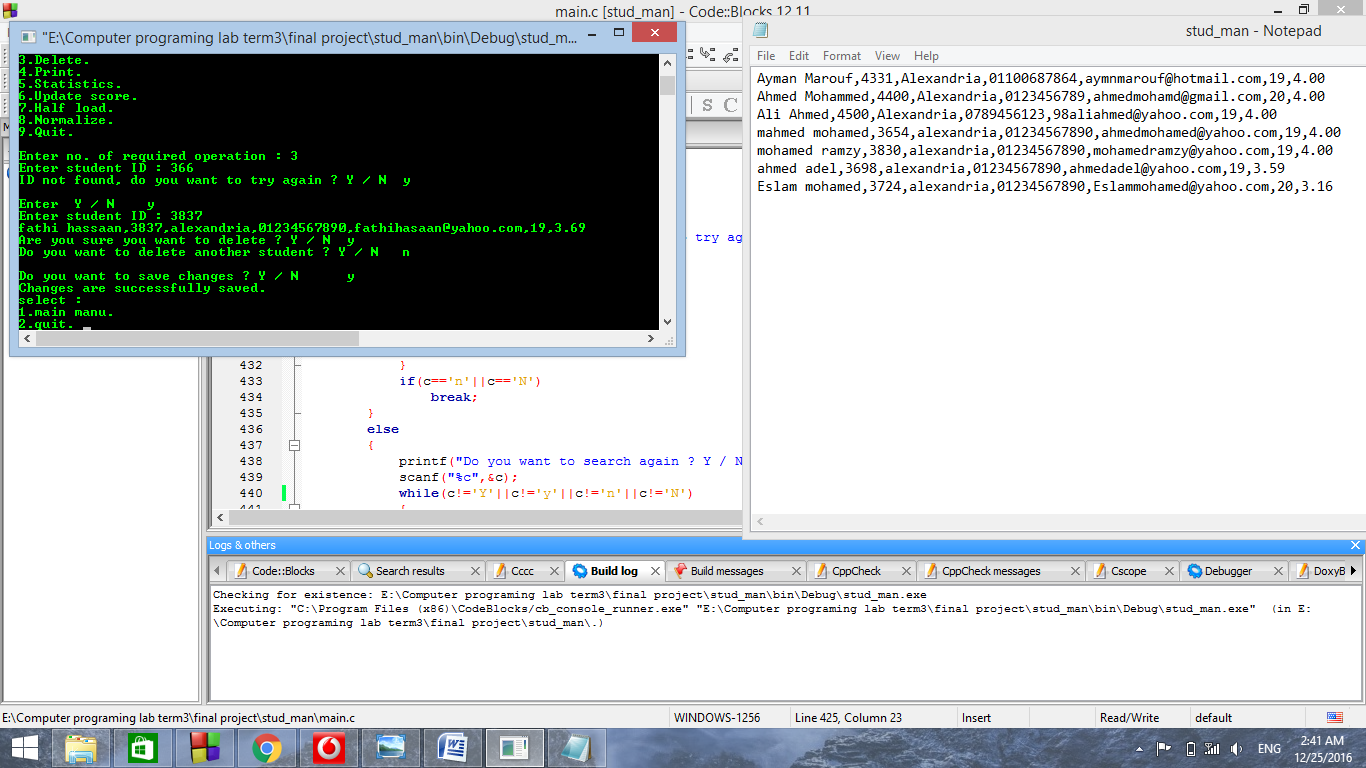 main.c [stud_man] - Code::Blocks 12.11
"E:\Computer programing lab term3\final project\stud_man\bin\Debug\stud_m...
3.Delete.
4.Print.
5.Statistics.
6.Update score.
7.Half load.
8.Normalize.
9.Quit.
Enter no. of required operation : 3
Enter student ID : 366
ID not found, do you want to try again ? Y / N  y
Enter  Y / N    y
Enter student ID : 3837
fathi hassaan,3837,alexandria,01234567890,fathihasaan@yahoo.com,19,3.69
Are you sure you want to delete ? Y / N  y
Do you want to delete another student ? Y / N   n
Do you want to save changes ? Y / N      y
Changes are successfully saved.
select :
1.main manu.
2.quit.
stud_man - Notepad
File Edit Format View Help
Ayman Marouf,4331,Alexandria,01100687864,aymnmarouf@hotmail.com,19,4.00
Ahmed Mohammed,4400,Alexandria,0123456789,ahmedmohamd@gmail.com,20,4.00
Ali Ahmed,4500,Alexandria,0789456123,98aliahmed@yahoo.com,19,4.00
mahmed mohamed,3654,alexandria,01234567890,ahmedmohamed@yahoo.com,19,4.00
mohamed ramzy,3830,alexandria,01234567890,mohamedramzy@yahoo.com,19,4.00
ahmed adel,3698,alexandria,01234567890,ahmedadel@yahoo.com,19,3.59
Eslam mohamed,3724,alexandria,01234567890,Eslammohamed@yahoo.com,20,3.16
S C
try ag
432 }
433 if(c=='n'||c=='N')
434 break;
435 }
436 else
437 {
438 printf("Do you want to search again ? Y / N
439 scanf("%c",&c);
440 while(c!='Y'||c!='y'||c!='n'||c!='N')
441 {
Logs & others
Code::Blocks Search results Cccc Build log Build messages CppCheck CppCheck messages Cscope Debugger DoxyB
Checking for existence: E:\Computer programing lab term3\final project\stud_man\bin\Debug\stud_man.exe
Executing: "C:\Program Files (x86)\CodeBlocks/cb_console_runner.exe" "E:\Computer programing lab term3\final project\stud_man\bin\Debug\stud_man.exe"  (in E:
\Computer programing lab term3\final project\stud_man\.)
E:\Computer programing lab term3\final project\stud_man\main.c WINDOWS-1256 Line 425, Column 23 Insert Read/Write default
ENG
2:41 AM
12/25/2016